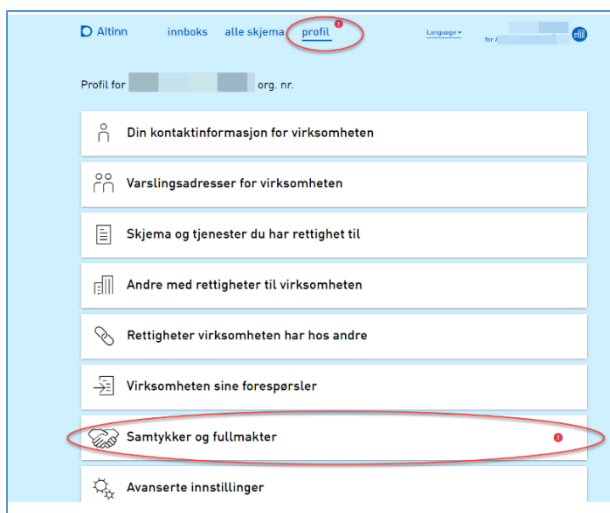 Altinn innboks alle skjema profil Language
for
Profil for org. nr.
Din kontaktinformasjon for virksomheten
Varslingsadresser for virksomheten
Skjema og tjenester du har rettighet til
Andre med rettigheter til virksomheten
Rettigheter virksomheten har hos andre
Virksomheten sine forespørsler
Samtykker og fullmakter
Avanserte innstillinger